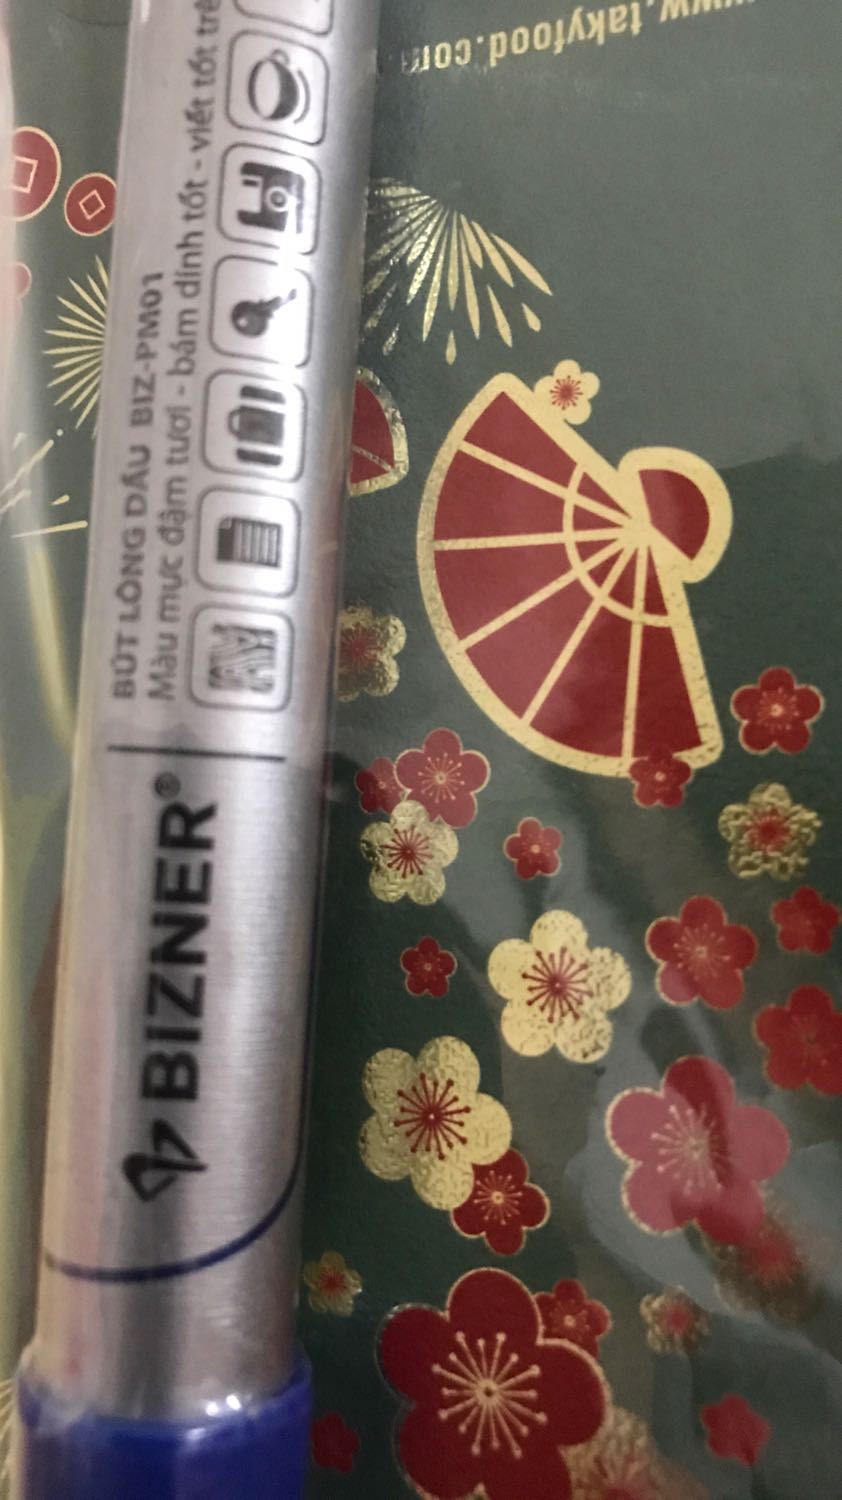 BIZNER®
BÚT LÔNG DẦU BIZ-PM01
Màu mực đậm tươi - bám dính tốt - viết tốt trê
www.takyfood.com.